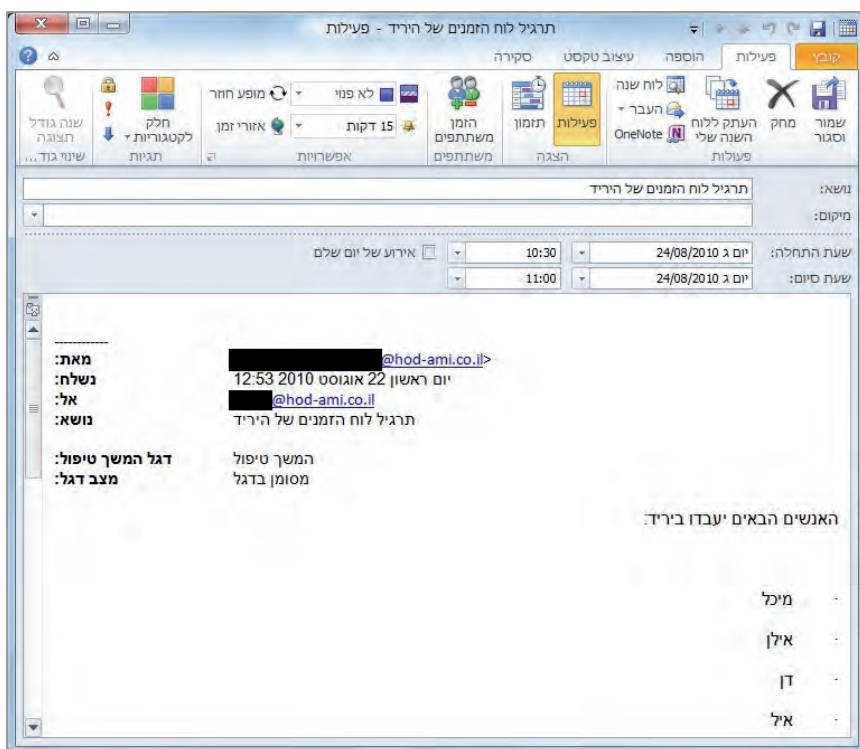 תרגיל לוח הזמנים של היריד - פעילות
קובץ פעילות הוספה עיצוב טקסט סקירה
שמור וסגור
מחק
העתק ללוח השנה שלי
לוח שנה
העבר
OneNote
פעולות
פעילות
תזמון
הצגה
הזמן משתתפים
משתתפים
לא פנוי
15 דקות
מופע חוזר
אזורי זמן
אפשרויות
חלק לקטגוריות
תגיות
שנה גודל תצוגה
שינוי גוד...
נושא: תרגיל לוח הזמנים של היריד
מיקום:
שעת התחלה: יום ג 24/08/2010 10:30 אירוע של יום שלם
שעת סיום: יום ג 24/08/2010 11:00
------------
מאת: @hod-ami.co.il>
נשלח: יום ראשון 22 אוגוסט 2010 12:53
אל: @hod-ami.co.il
נושא: תרגיל לוח הזמנים של היריד
דגל המשך טיפול: המשך טיפול
מצב דגל: מסומן בדגל
האנשים הבאים יעבדו ביריד:
· מיכל
· אילן
· דן
· איל